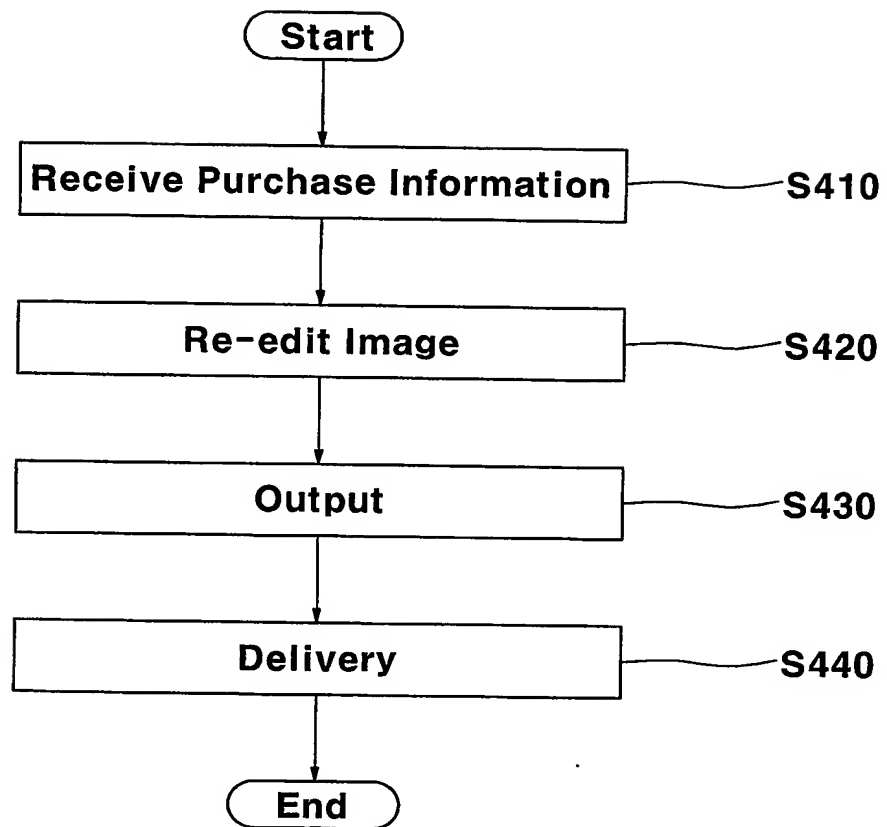 Start
Receive Purchase Information S410
Re-edit Image S420
Output S430
Delivery S440
End